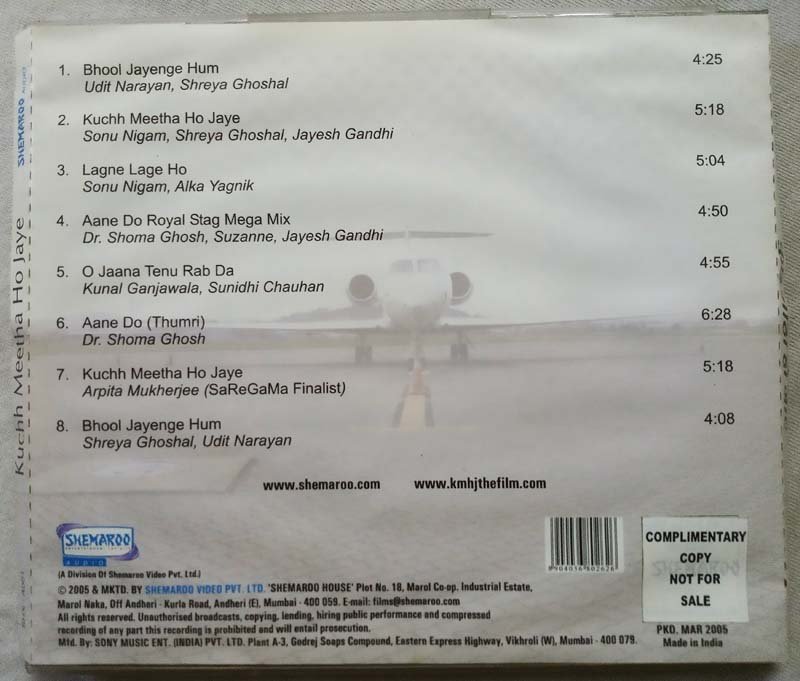 1. Bhool Jayenge Hum 4:25
Udit Narayan, Shreya Ghoshal
2. Kuchh Meetha Ho Jaye 5:18
Sonu Nigam, Shreya Ghoshal, Jayesh Gandhi
3. Lagne Lage Ho 5:04
Sonu Nigam, Alka Yagnik
4. Aane Do Royal Stag Mega Mix 4:50
Dr. Shoma Ghosh, Suzanne, Jayesh Gandhi
5. O Jaana Tenu Rab Da 4:55
Kunal Ganjawala, Sunidhi Chauhan
6. Aane Do (Thumri) 6:28
Dr. Shoma Ghosh
7. Kuchh Meetha Ho Jaye 5:18
Arpita Mukherjee (SaReGaMa Finalist)
8. Bhool Jayenge Hum 4:08
Shreya Ghoshal, Udit Narayan
www.shemaroo.com www.kmhjthefilm.com
SHEMAROO
AUDIO
(A Division Of Shemaroo Video Pvt. Ltd.)
© 2005 & MKTD. BY SHEMAROO VIDEO PVT. LTD. 'SHEMAROO HOUSE' Plot No. 18, Marol Co-op. Industrial Estate,
Marol Naka, Off Andheri - Kurla Road, Andheri (E), Mumbai - 400 059. E-mail: films@shemaroo.com
All rights reserved. Unauthorised broadcasts, copying, lending, hiring public performance and compressed
recording of any part this recording is prohibited and will entail prosecution.
Mfd. By: SONY MUSIC ENT. (INDIA) PVT. LTD. Plant A-3, Godrej Soaps Compound, Eastern Express Highway, Vikhroli (W), Mumbai - 400 079.
8 904016 802626
COMPLIMENTARY
COPY
NOT FOR
SALE
PKD. MAR 2005
Made in India
SHEMAROO AUDIO
Kuchh Meetha Ho Jaye